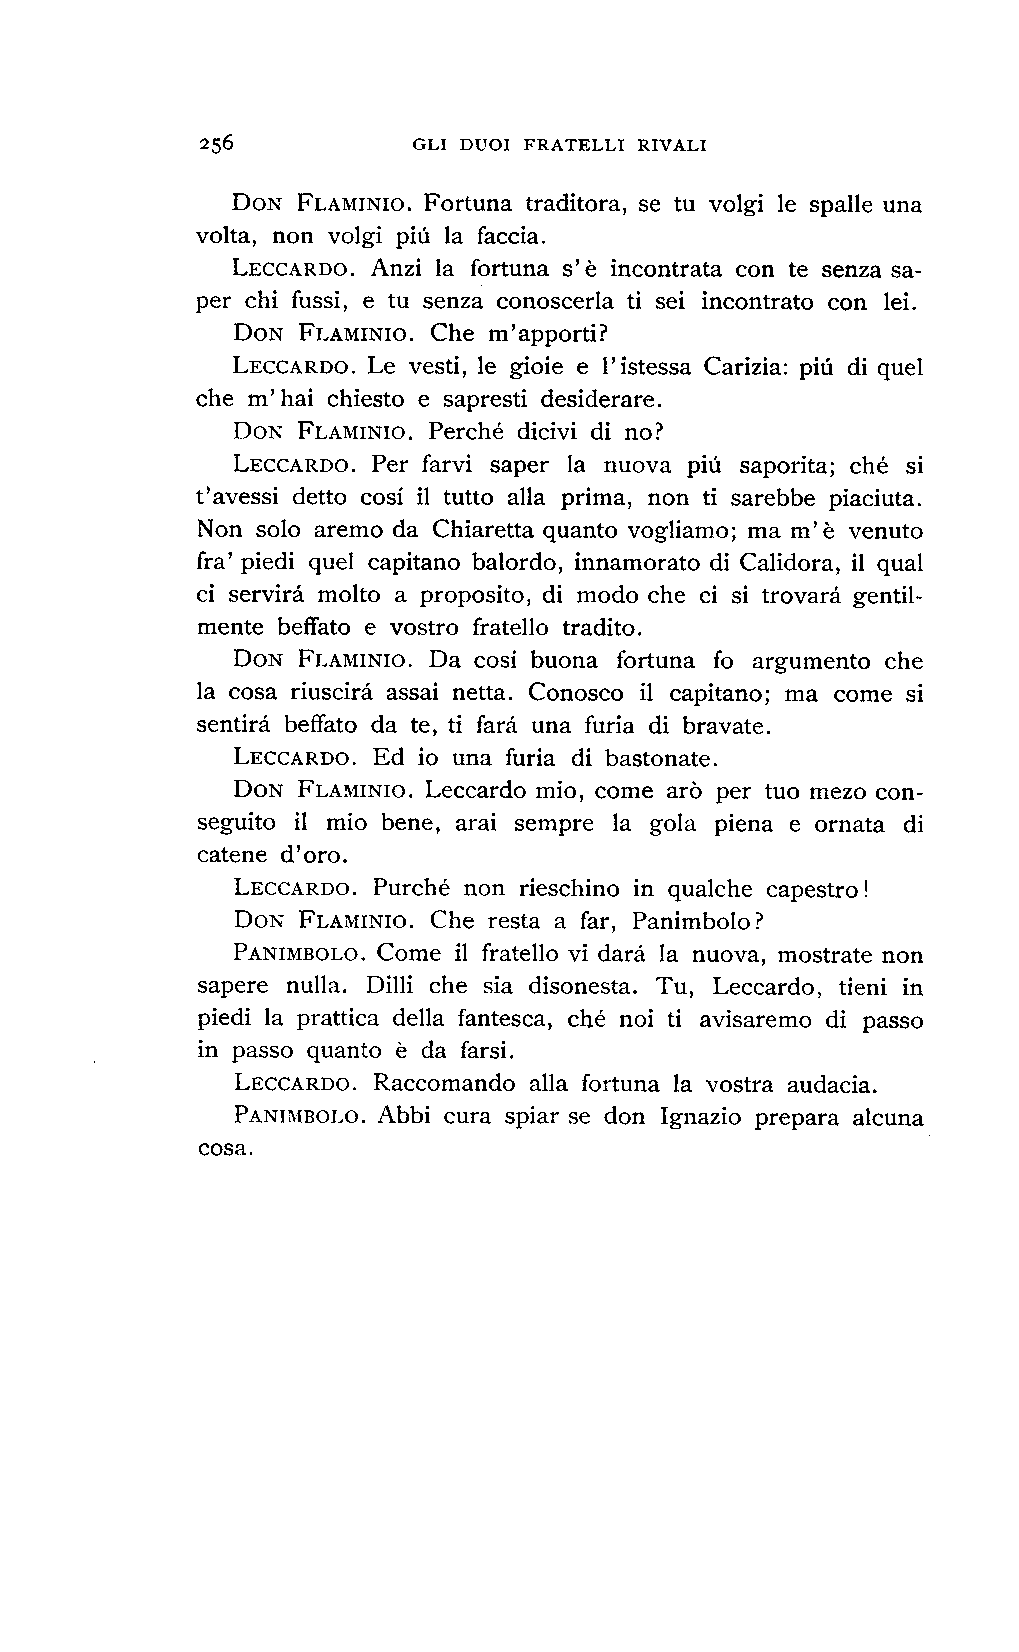 256 GLI DUOI FRATELLI RIVALI
Don Flaminio. Fortuna traditora, se tu volgi le spalle una
volta, non volgi piú la faccia.
Leccardo. Anzi la fortuna s'è incontrata con te senza sa-
per chi fussi, e tu senza conoscerla ti sei incontrato con lei.
Don Flaminio. Che m'apporti?
Leccardo. Le vesti, le gioie e l'istessa Carizia: piú di quel
che m'hai chiesto e sapresti desiderare.
Don Flaminio. Perché dicivi di no?
Leccardo. Per farvi saper la nuova piú saporita; ché si
t'avessi detto cosí il tutto alla prima, non ti sarebbe piaciuta.
Non solo aremo da Chiaretta quanto vogliamo; ma m'è venuto
fra' piedi quel capitano balordo, innamorato di Calidora, il qual
ci servirá molto a proposito, di modo che ci si trovará gentil-
mente beffato e vostro fratello tradito.
Don Flaminio. Da cosí buona fortuna fo argumento che
la cosa riuscirá assai netta. Conosco il capitano; ma come si
sentirá beffato da te, ti fará una furia di bravate.
Leccardo. Ed io una furia di bastonate.
Don Flaminio. Leccardo mio, come arò per tuo mezo con-
seguito il mio bene, arai sempre la gola piena e ornata di
catene d'oro.
Leccardo. Purché non rieschino in qualche capestro!
Don Flaminio. Che resta a far, Panimbolo?
Panimbolo. Come il fratello vi dará la nuova, mostrate non
sapere nulla. Dilli che sia disonesta. Tu, Leccardo, tieni in
piedi la prattica della fantesca, ché noi ti avisaremo di passo
in passo quanto è da farsi.
Leccardo. Raccomando alla fortuna la vostra audacia.
Panimbolo. Abbi cura spiar se don Ignazio prepara alcuna
cosa.